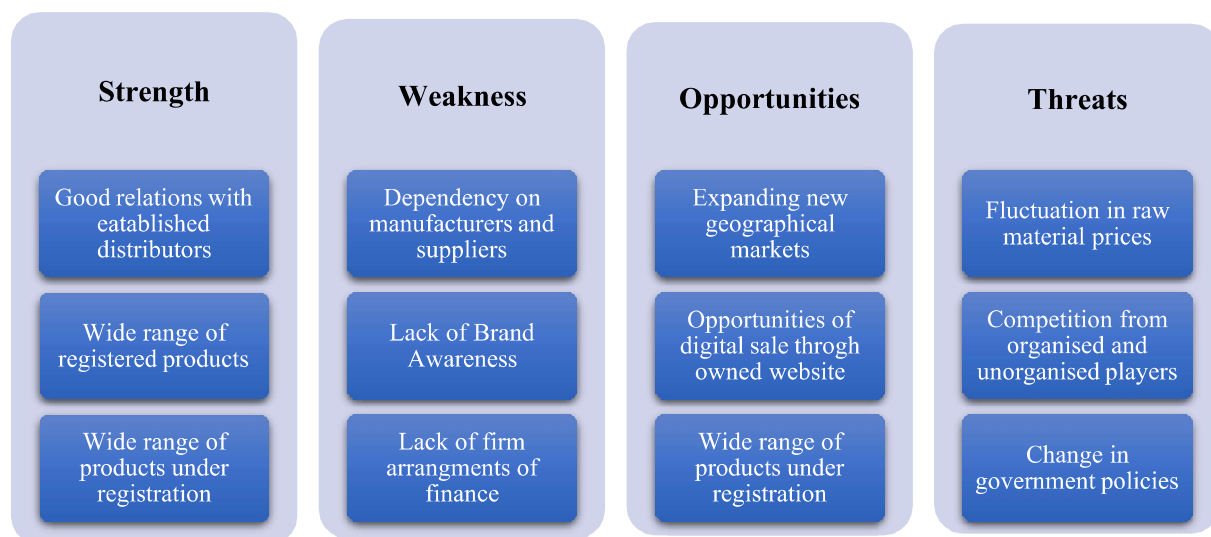 Strength
Good relations with
eatablished
distributors
Wide range of
registered products
Wide range of
products under
registration
Weakness
Dependency on
manufacturers and
suppliers
Lack of Brand
Awareness
Lack of firm
arrangments of
finance
Opportunities
Expanding new
geographical
markets
Opportunities of
digital sale throgh
owned website
Wide range of
products under
registration
Threats
Fluctuation in raw
material prices
Competition from
organised and
unorganised players
Change in
government policies